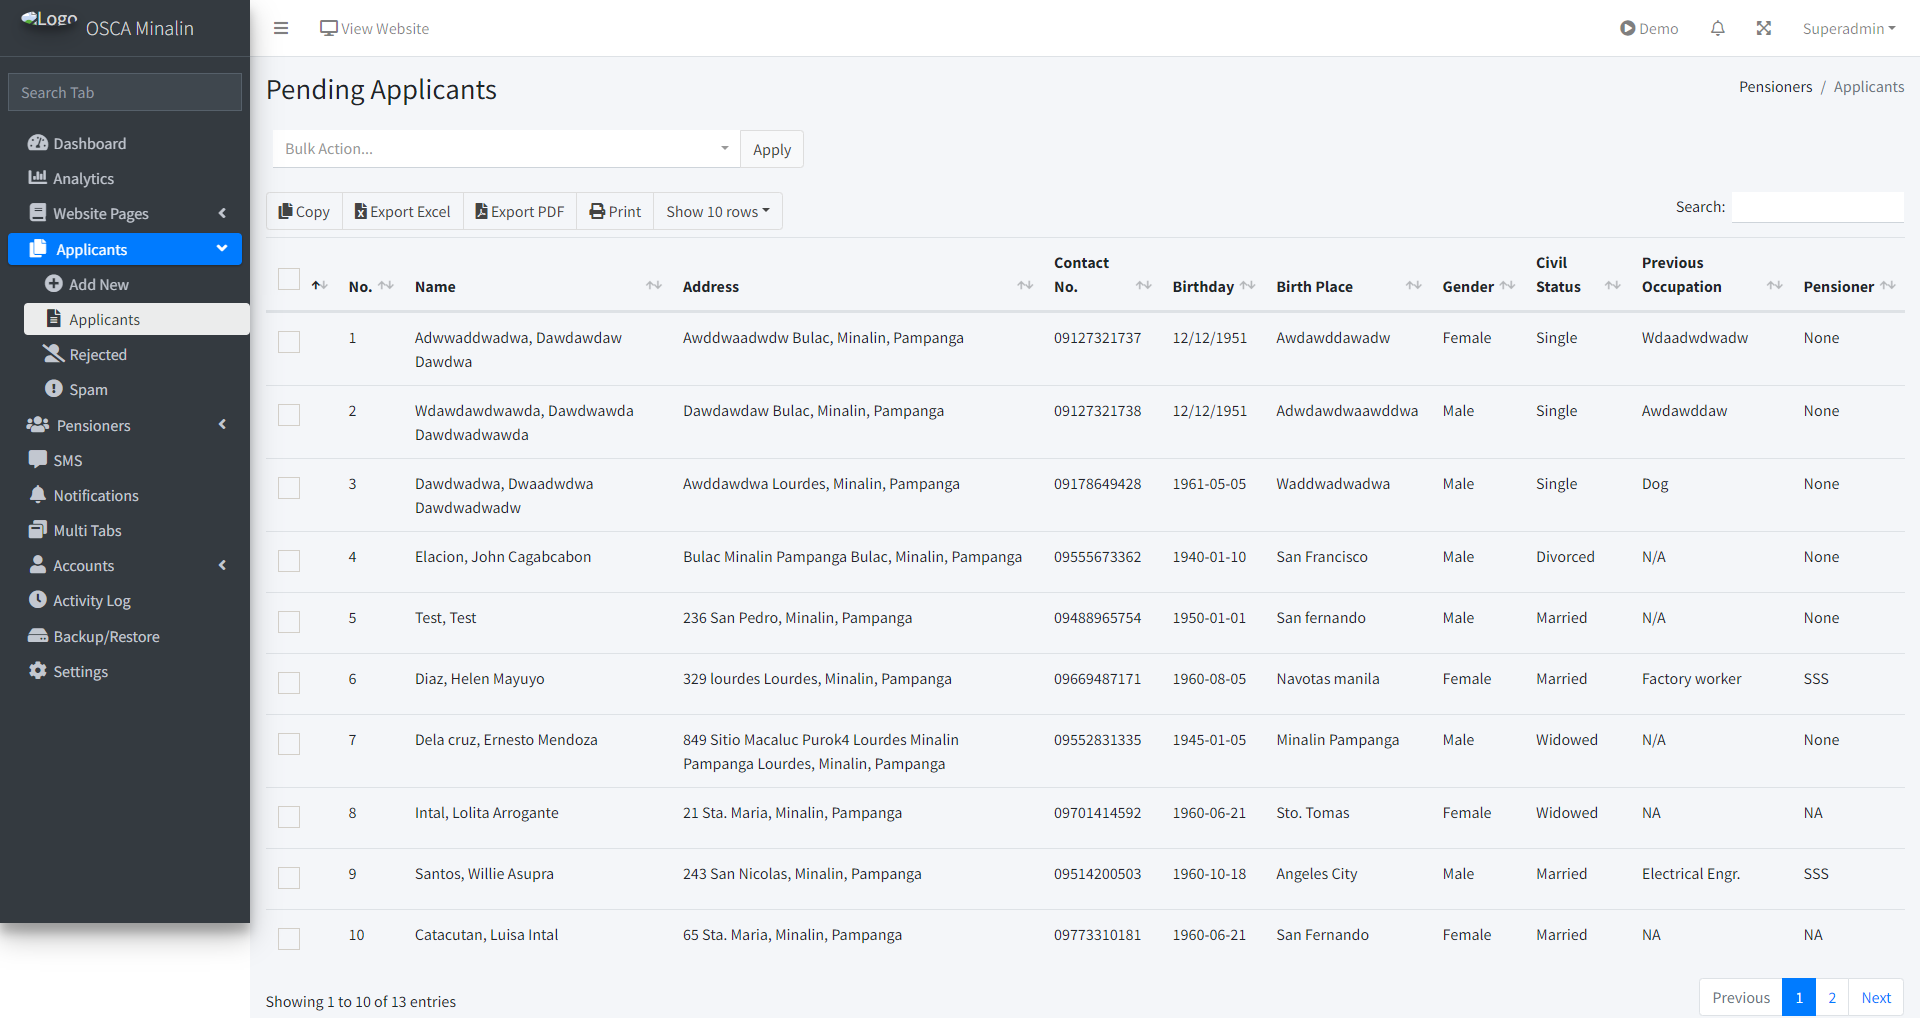 Logo OSCA Minalin
View Website
Demo
Superadmin
Search Tab
Dashboard
Analytics
Website Pages
Applicants
Add New
Applicants
Rejected
Spam
Pensioners
SMS
Notifications
Multi Tabs
Accounts
Activity Log
Backup/Restore
Settings
Pending Applicants
Pensioners / Applicants
Bulk Action...
Apply
Copy Export Excel Export PDF Print Show 10 rows
Search:
No. Name Address Contact No. Birthday Birth Place Gender Civil Status Previous Occupation Pensioner
1 Adwwaddwadwa, Dawdawdaw Dawdwa Awddwaadwdw Bulac, Minalin, Pampanga 09127321737 12/12/1951 Awdawddawadw Female Single Wdaadwdwadw None
2 Wdawdawdwawda, Dawdwawda Dawdwadwawda Dawdawdaw Bulac, Minalin, Pampanga 09127321738 12/12/1951 Adwdawdwaawddwa Male Single Awdawddaw None
3 Dawdwadwa, Dwaadwdwa Dawdwadwadw Awddawdwa Lourdes, Minalin, Pampanga 09178649428 1961-05-05 Waddwadwadwa Male Single Dog None
4 Elacion, John Cagabcabon Bulac Minalin Pampanga Bulac, Minalin, Pampanga 09555673362 1940-01-10 San Francisco Male Divorced N/A None
5 Test, Test 236 San Pedro, Minalin, Pampanga 09488965754 1950-01-01 San fernando Male Married N/A None
6 Diaz, Helen Mayuyo 329 lourdes Lourdes, Minalin, Pampanga 09669487171 1960-08-05 Navotas manila Female Married Factory worker SSS
7 Dela cruz, Ernesto Mendoza 849 Sitio Macaluc Purok4 Lourdes Minalin Pampanga Lourdes, Minalin, Pampanga 09552831335 1945-01-05 Minalin Pampanga Male Widowed N/A None
8 Intal, Lolita Arrogante 21 Sta. Maria, Minalin, Pampanga 09701414592 1960-06-21 Sto. Tomas Female Widowed NA NA
9 Santos, Willie Asupra 243 San Nicolas, Minalin, Pampanga 09514200503 1960-10-18 Angeles City Male Married Electrical Engr. SSS
10 Catacutan, Luisa Intal 65 Sta. Maria, Minalin, Pampanga 09773310181 1960-06-21 San Fernando Female Married NA NA
Showing 1 to 10 of 13 entries
Previous 1 2 Next